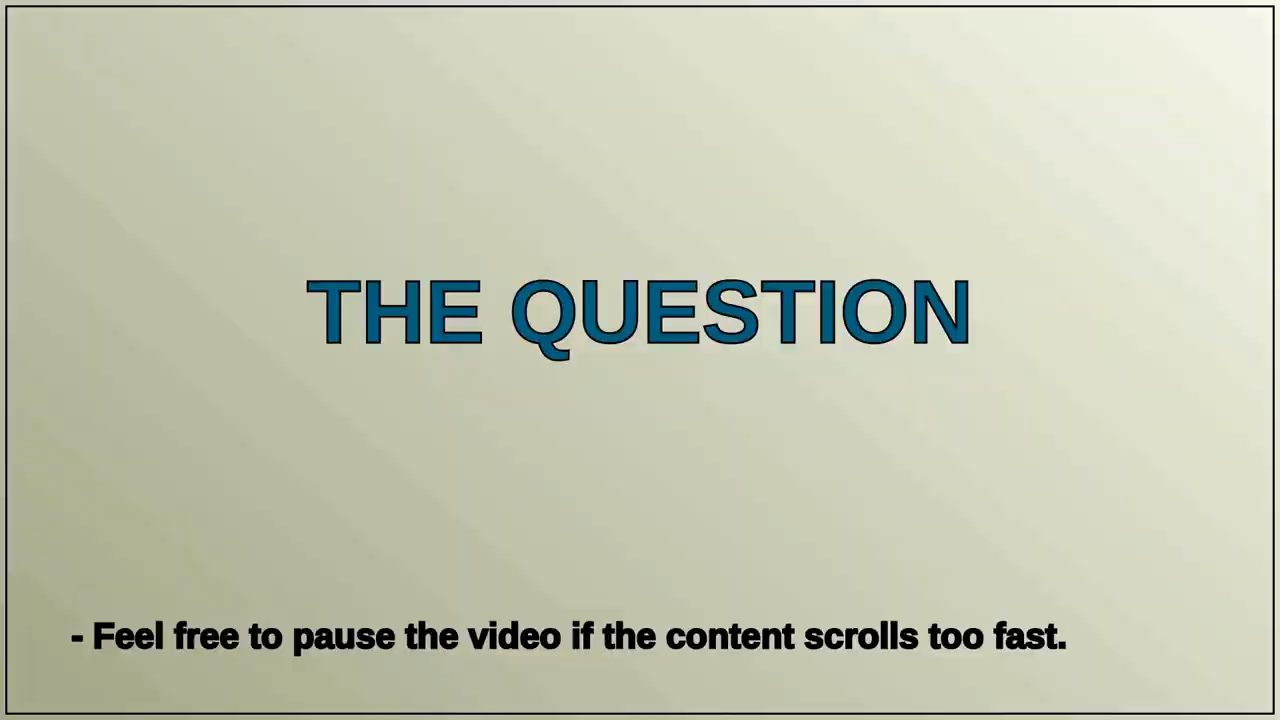 THE QUESTION
- Feel free to pause the video if the content scrolls too fast.